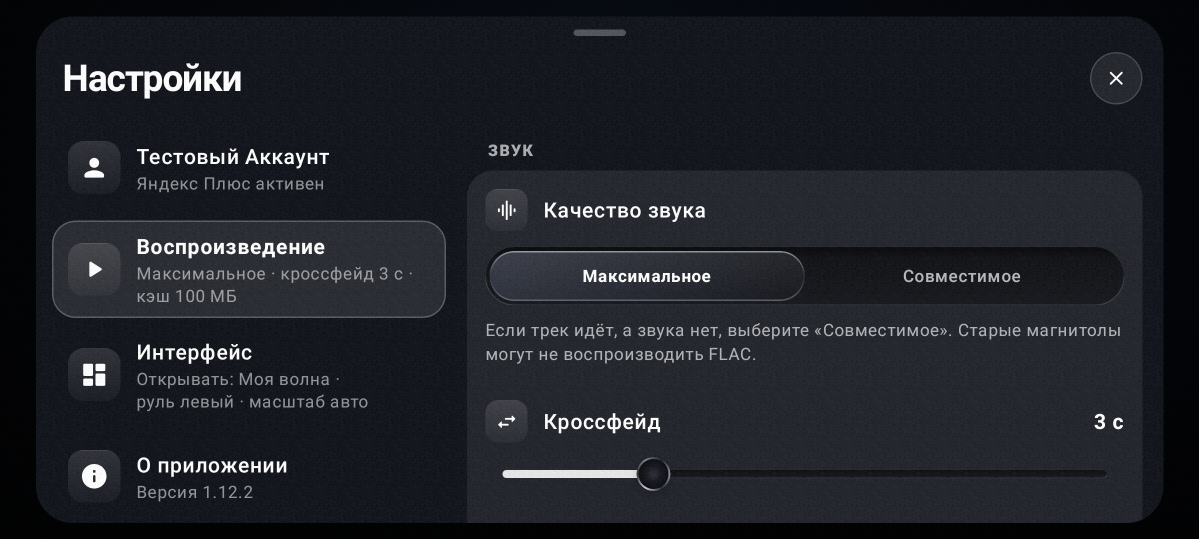 Настройки
Тестовый Аккаунт
Яндекс Плюс активен
Воспроизведение
Максимальное · кроссфейд 3 с ·
кэш 100 МБ
Интерфейс
Открывать: Моя волна ·
руль левый · масштаб авто
О приложении
Версия 1.12.2
ЗВУК
Качество звука
Максимальное
Совместимое
Если трек идёт, а звука нет, выберите «Совместимое». Старые магнитолы
могут не воспроизводить FLAC.
Кроссфейд
3 с